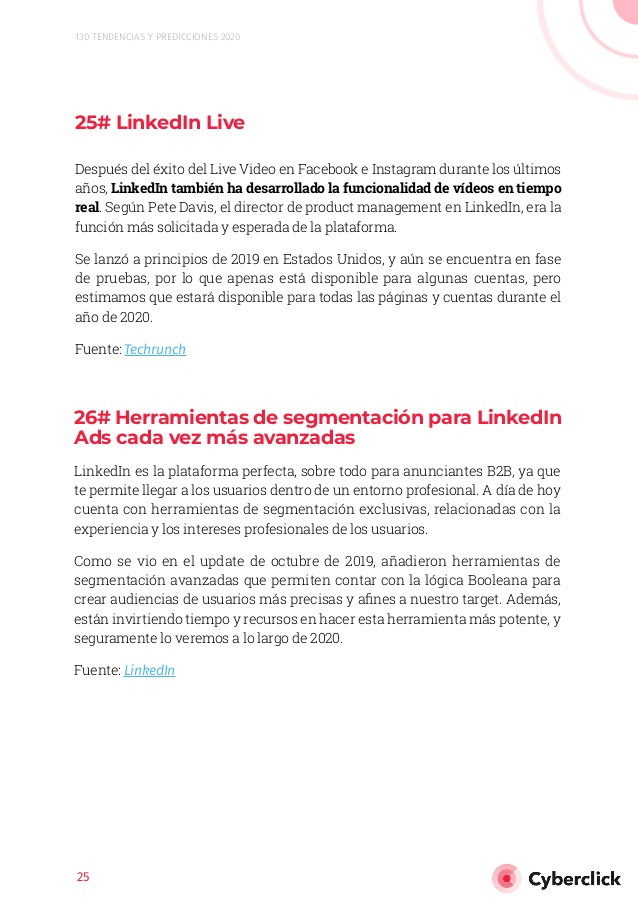 130 TENDENCIAS Y PREDICCIONES 2020
25# LinkedIn Live
Después del éxito del Live Video en Facebook e Instagram durante los últimos
años, LinkedIn también ha desarrollado la funcionalidad de vídeos en tiempo
real. Según Pete Davis, el director de product management en LinkedIn, era la
función más solicitada y esperada de la plataforma.
Se lanzó a principios de 2019 en Estados Unidos, y aún se encuentra en fase
de pruebas, por lo que apenas está disponible para algunas cuentas, pero
estimamos que estará disponible para todas las páginas y cuentas durante el
año de 2020.
Fuente: Techrunch
26# Herramientas de segmentación para LinkedIn
Ads cada vez más avanzadas
LinkedIn es la plataforma perfecta, sobre todo para anunciantes B2B, ya que
te permite llegar a los usuarios dentro de un entorno profesional. A día de hoy
cuenta con herramientas de segmentación exclusivas, relacionadas con la
experiencia y los intereses profesionales de los usuarios.
Como se vio en el update de octubre de 2019, añadieron herramientas de
segmentación avanzadas que permiten contar con la lógica Booleana para
crear audiencias de usuarios más precisas y afines a nuestro target. Además,
están invirtiendo tiempo y recursos en hacer esta herramienta más potente, y
seguramente lo veremos a lo largo de 2020.
Fuente: LinkedIn
25
Cyberclick